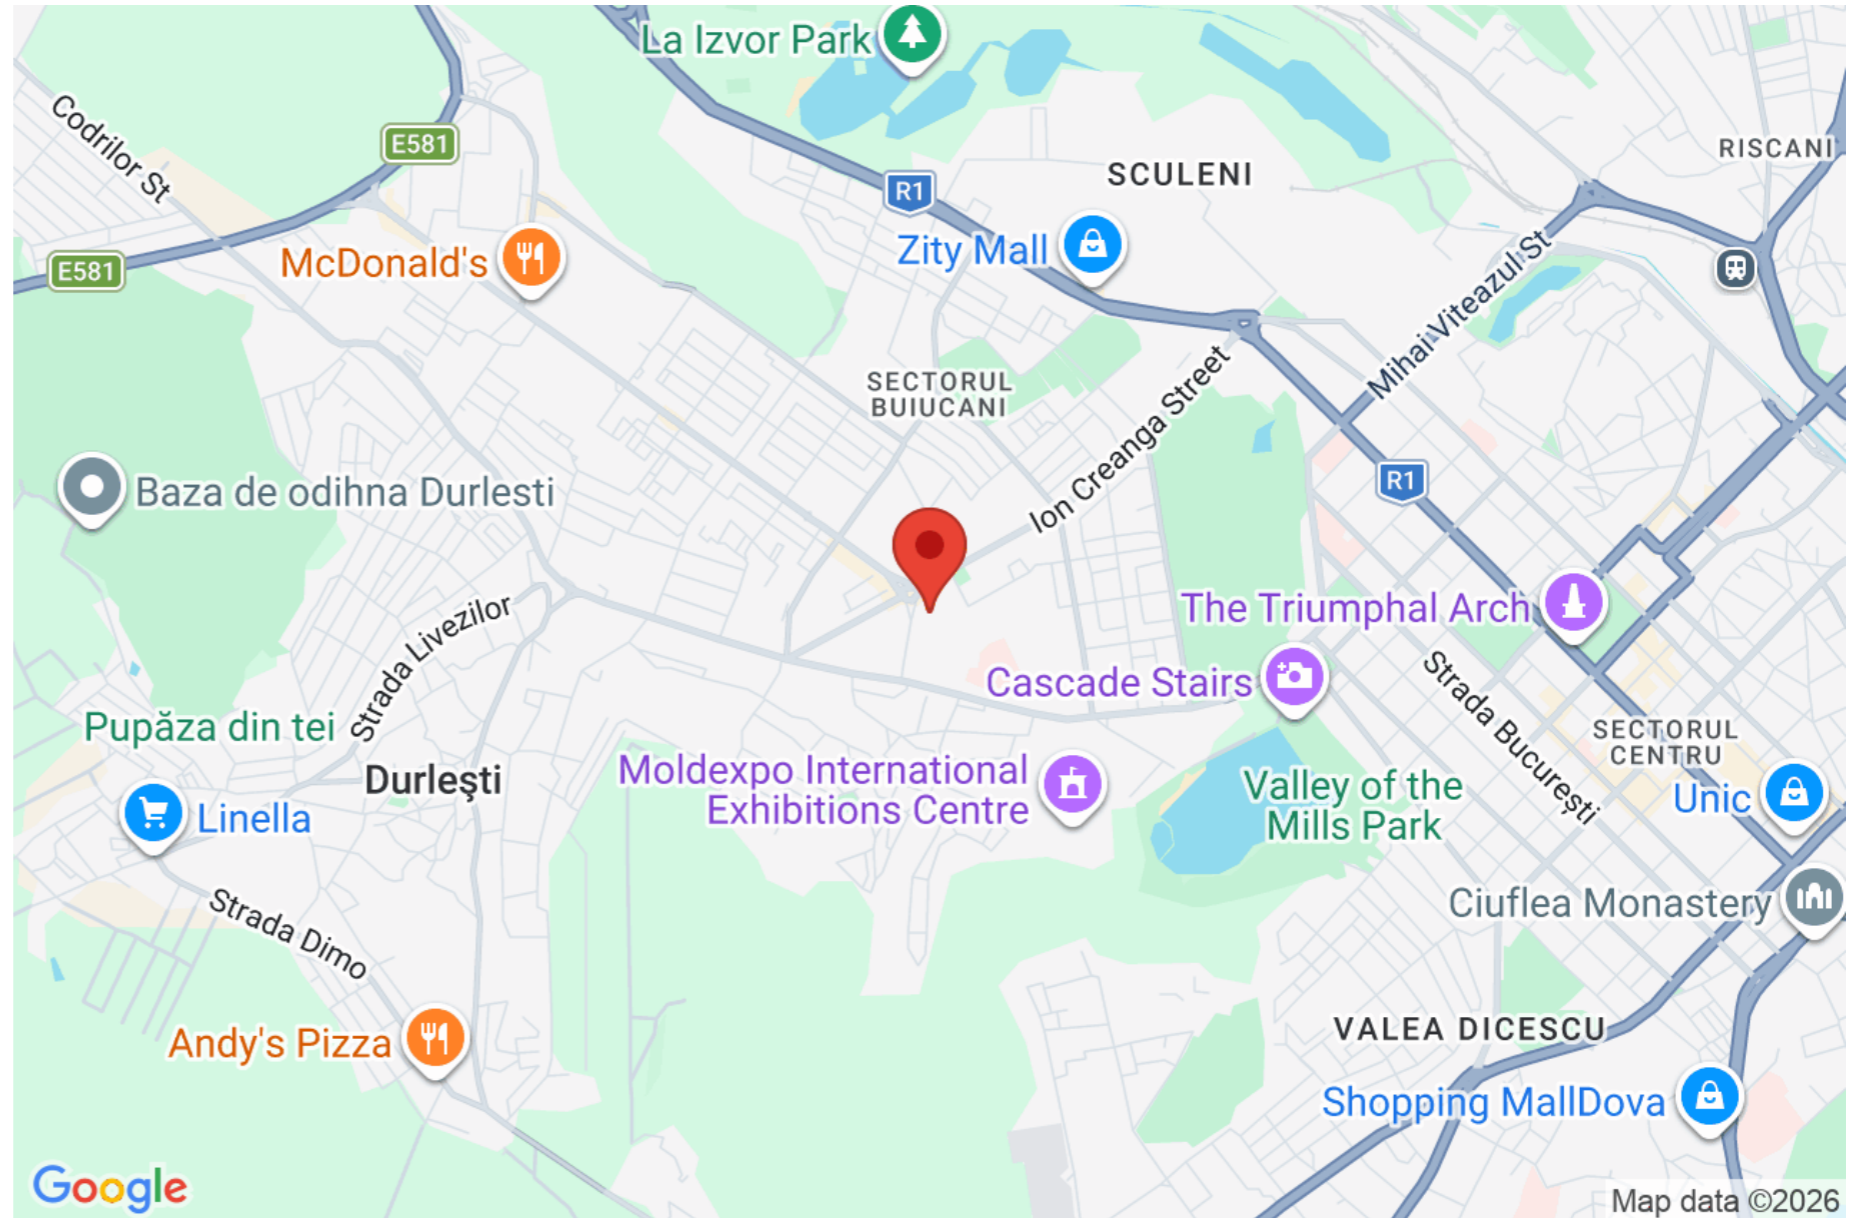 La Izvor Park
Codrilor St
E581
RISCANI
SCULENI
R1
Zity Mall
McDonald's
E581
Mihai Viteazul St
SECTORUL
BUIUCANI
Ion Creanga Street
R1
Baza de odihna Durlesti
The Triumphal Arch
Strada Livezilor
Cascade Stairs
Strada București
Pupăza din tei
SECTORUL
CENTRU
Durleşti
Moldexpo International
Exhibitions Centre
Valley of the
Mills Park
Unic
Linella
Ciuflea Monastery
Strada Dimo
VALEA DICESCU
Andy's Pizza
Shopping MallDova
Google
Map data ©2026